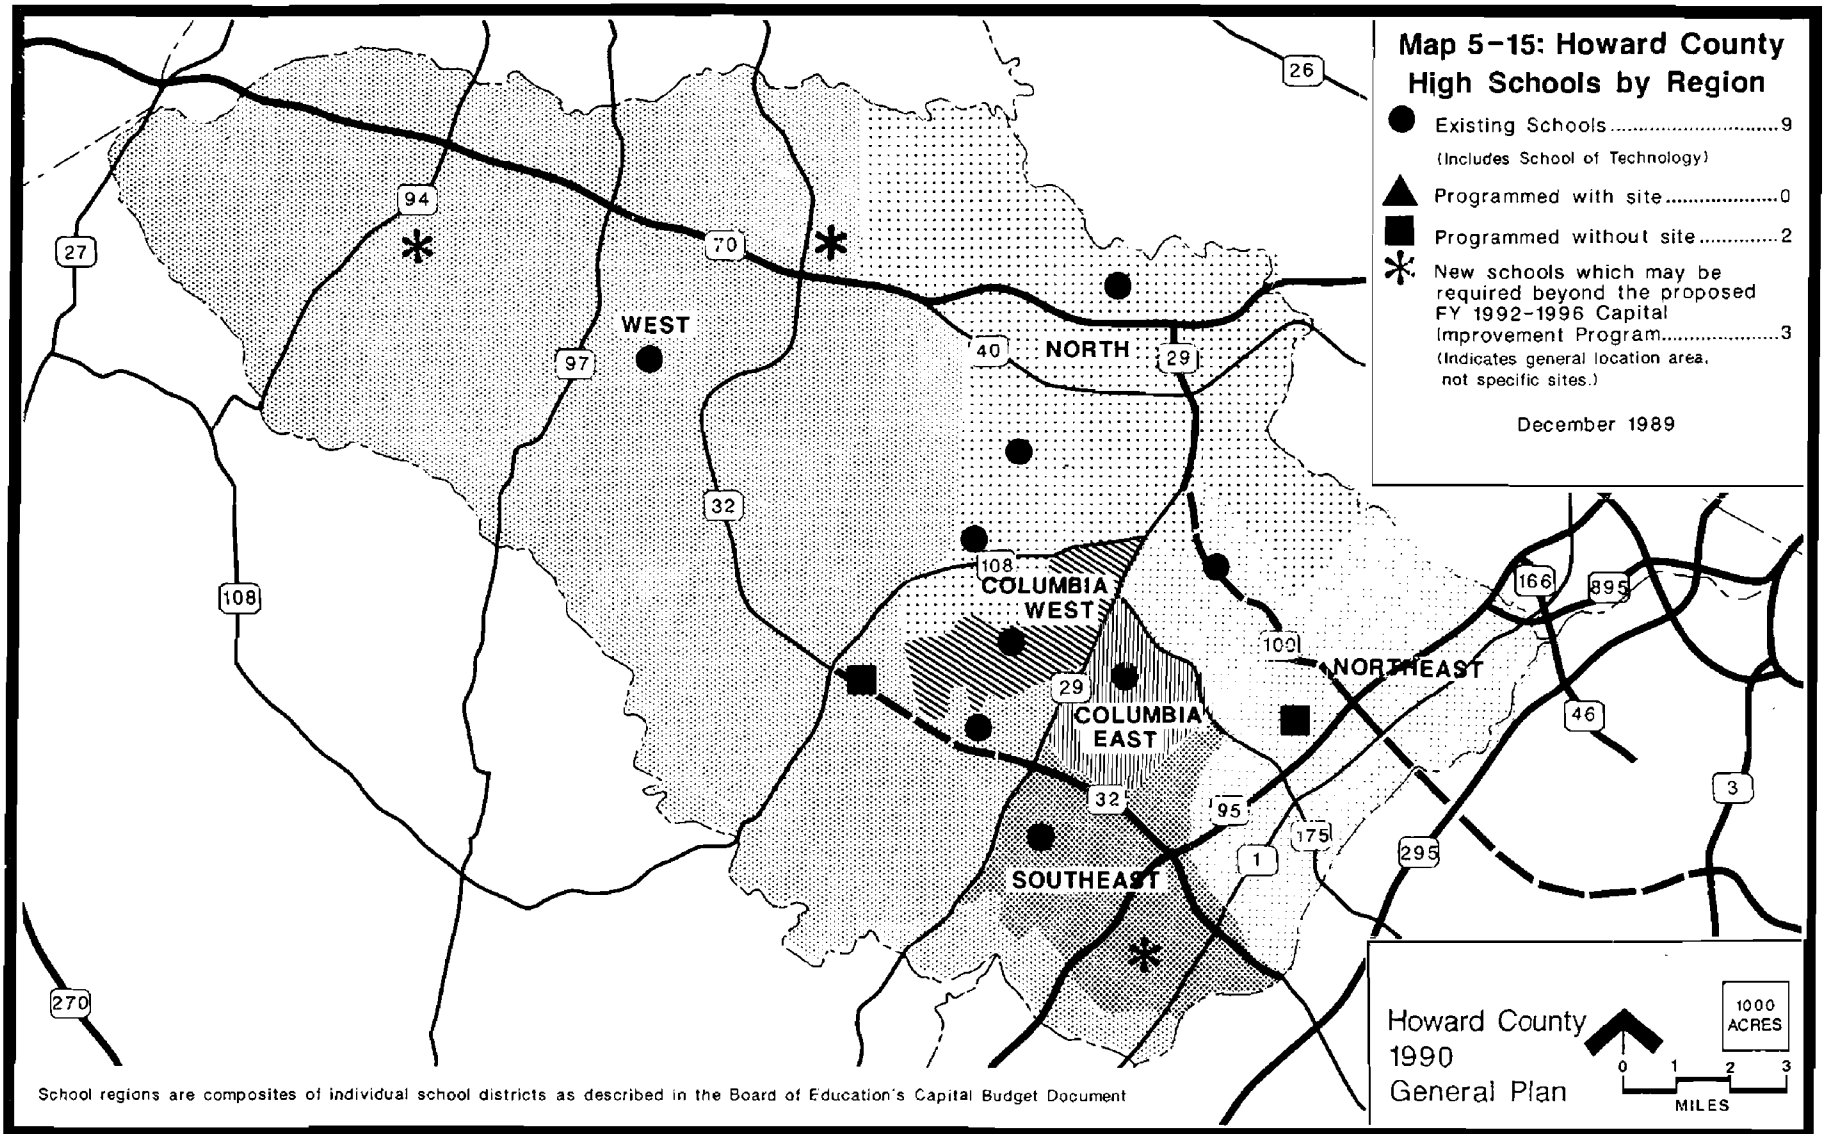 Map 5-15: Howard County
High Schools by Region
Existing Schools............................9
(Includes School of Technology)
Programmed with site...................0
Programmed without site.............2
New schools which may be
required beyond the proposed
FY 1992-1996 Capital
Improvement Program....................3
(Indicates general location area,
not specific sites.)
December 1989
26
94
27
70
WEST
97
40
NORTH
29
32
108
108
COLUMBIA
WEST
166
895
100
NORTHEAST
29
COLUMBIA
EAST
46
32
95
175
3
1
295
SOUTHEAST
270
Howard County
1990
General Plan
1000
ACRES
0 1 2 3
MILES
School regions are composites of individual school districts as described in the Board of Education's Capital Budget Document